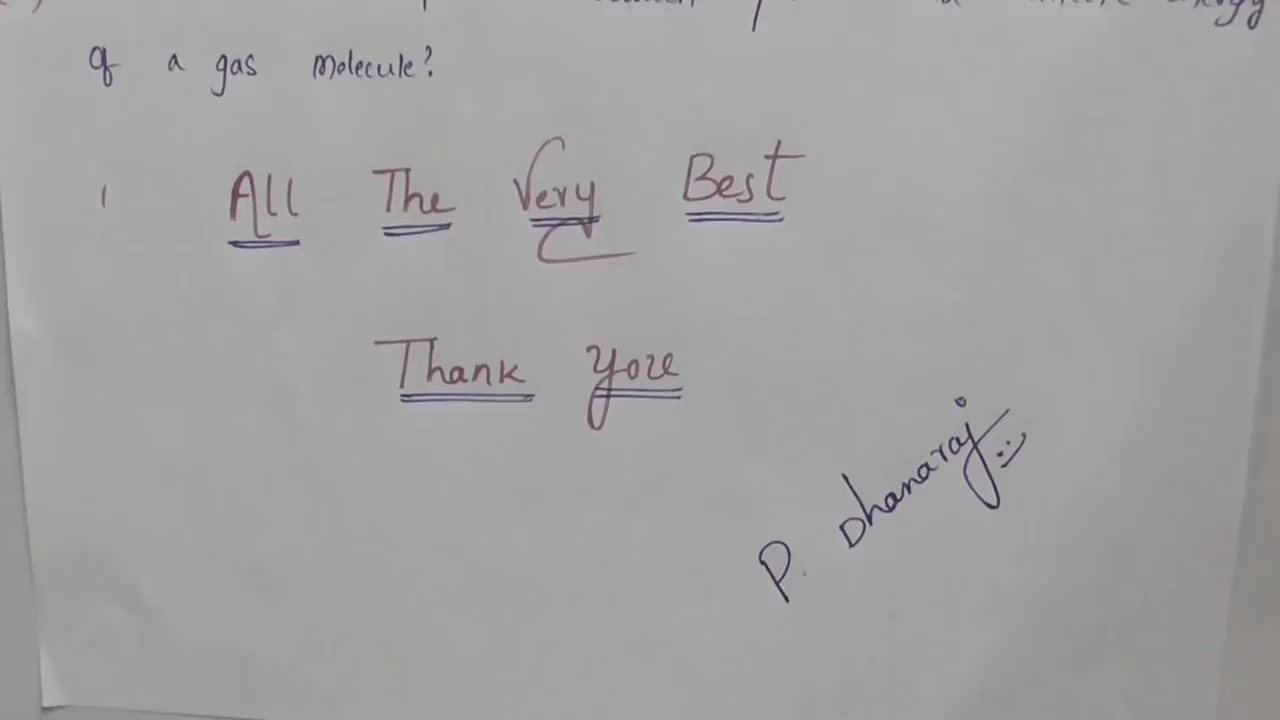 of a gas molecule?
All The Very Best
Thank you
P. Dhanaraj